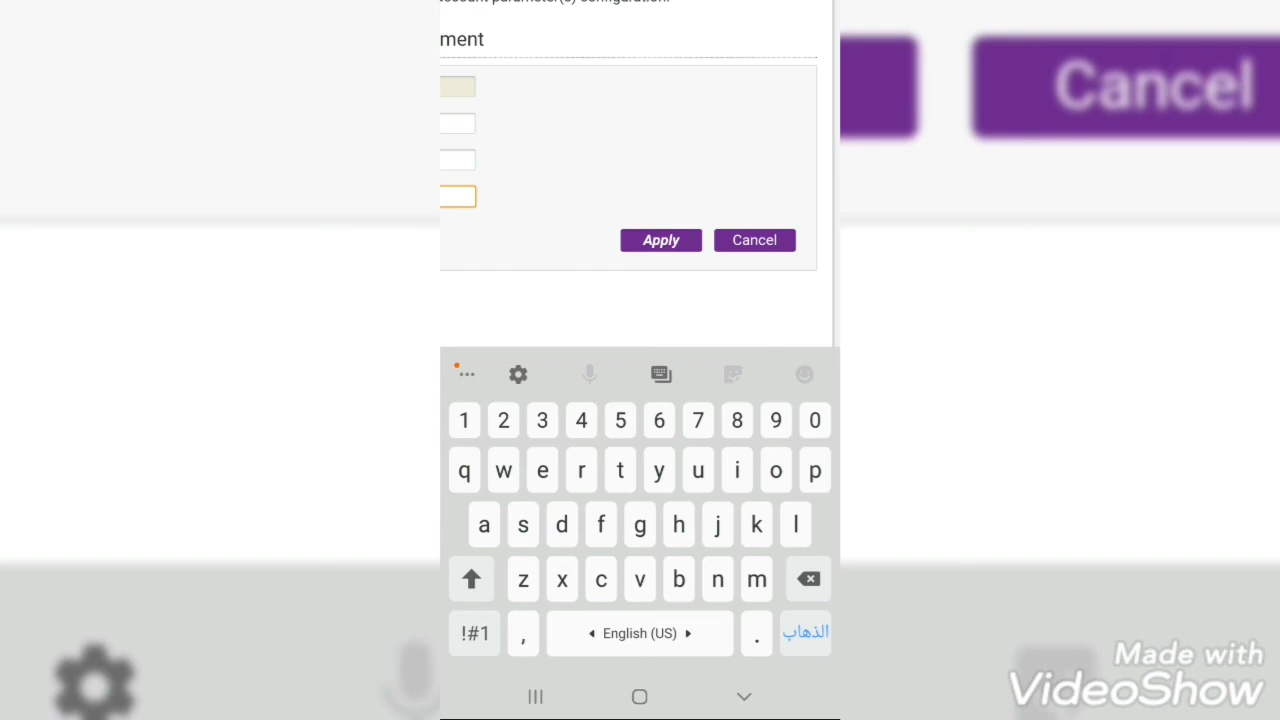 ment
Apply Cancel
Cancel
1 2 3 4 5 6 7 8 9 0
q w e r t y u i o p
a s d f g h j k l
z x c v b n m
!#1 , English (US) . الذهاب
Made with
VideoShow